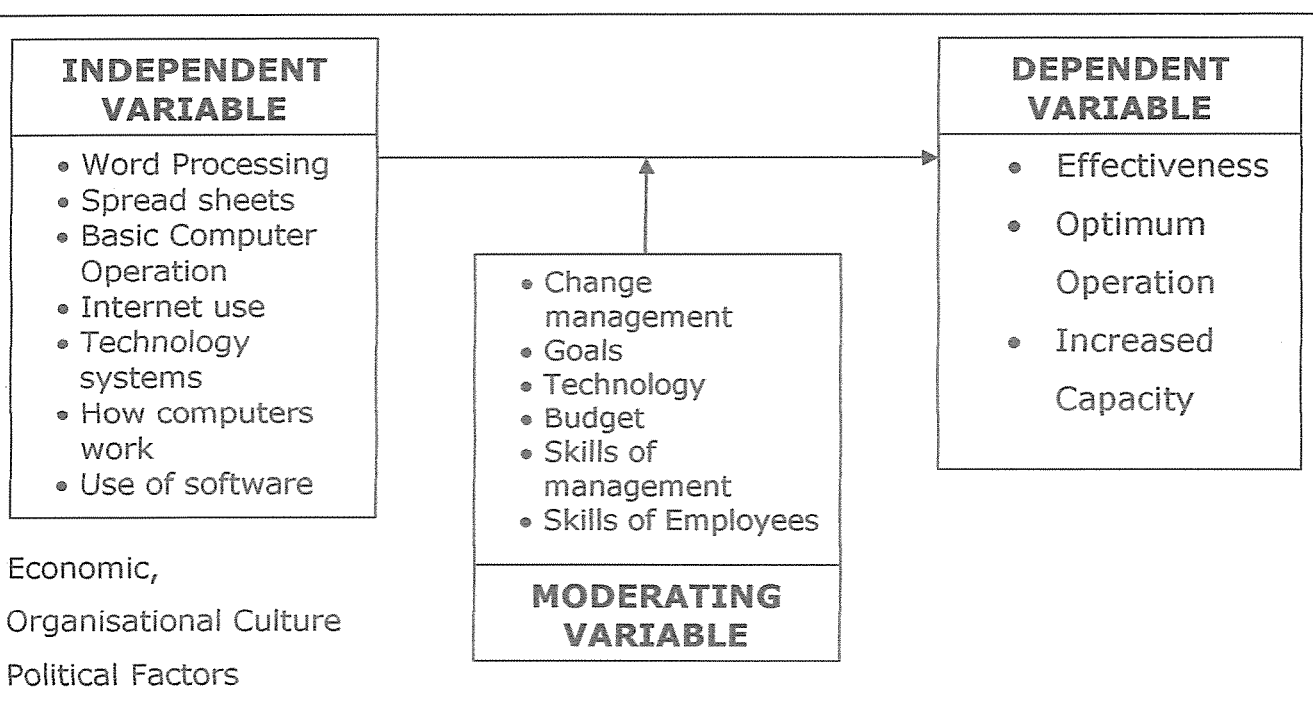 INDEPENDENT
VARIABLE
• Word Processing
• Spread sheets
• Basic Computer
Operation
• Internet use
• Technology
systems
• How computers
work
• Use of software
Economic,
Organisational Culture
Political Factors
• Change
management
• Goals
• Technology
• Budget
• Skills of
management
• Skills of Employees
MODERATING
VARIABLE
DEPENDENT
VARIABLE
• Effectiveness
• Optimum
Operation
• Increased
Capacity